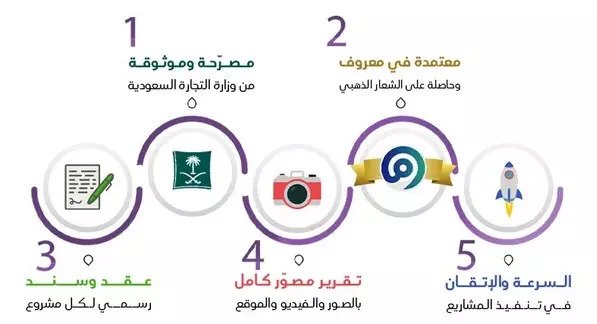 1
مصرّحة وموثوقة
من وزارة التجارة السعودية
2
معتمدة في معروف
وحاصلة على الشعار الذهبي
3
عقد وسند
رسمي لكل مشروع
4
تقرير مصوّر كامل
بالصور والفيديو والموقع
5
السرعة والإتقان
في تنفيذ المشاريع